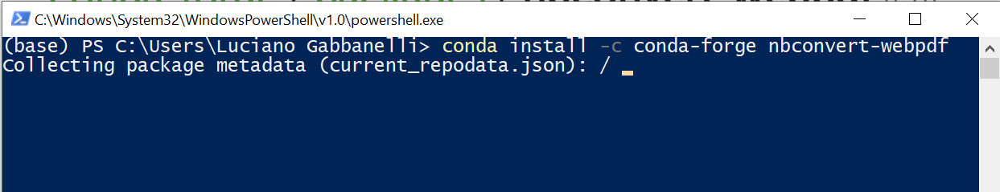 C:\Windows\System32\WindowsPowerShell\v1.0\powershell.exe
(base) PS C:\Users\Luciano Gabbanelli> conda install -c conda-forge nbconvert-webpdf
Collecting package metadata (current_repodata.json): /